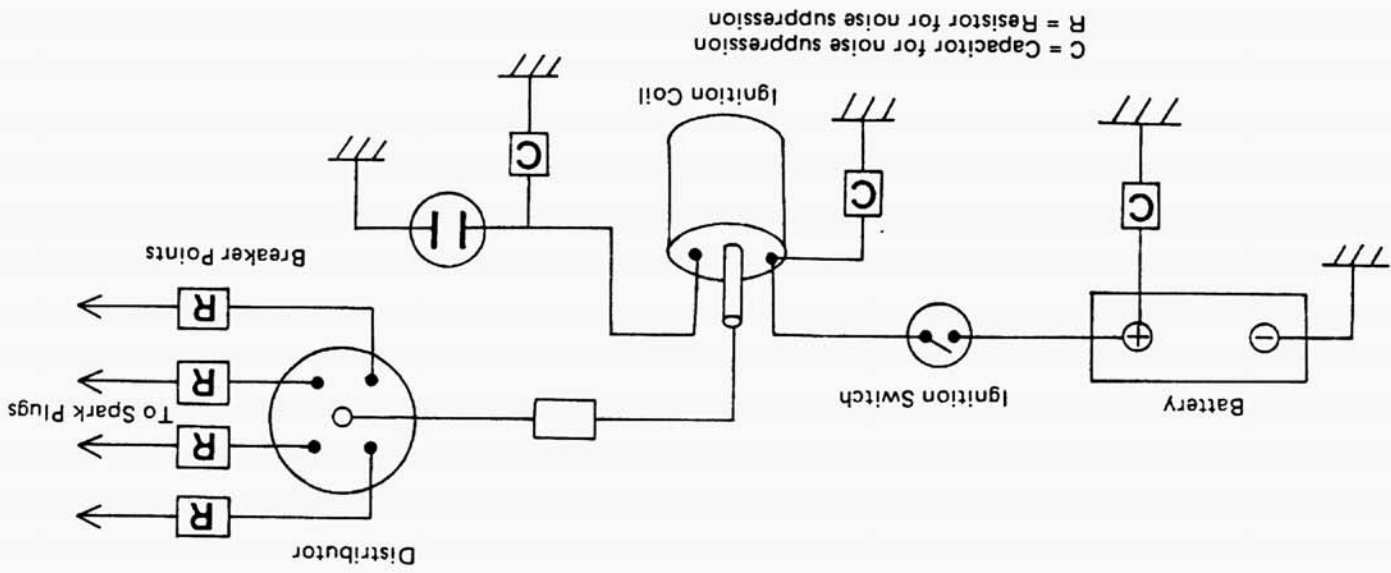 Distributor
R
R
To Spark Plugs
Battery
Ignition Switch
R
− +
R
Breaker Points
C
C
C
Ignition Coil
C = Capacitor for noise suppression
R = Resistor for noise suppression